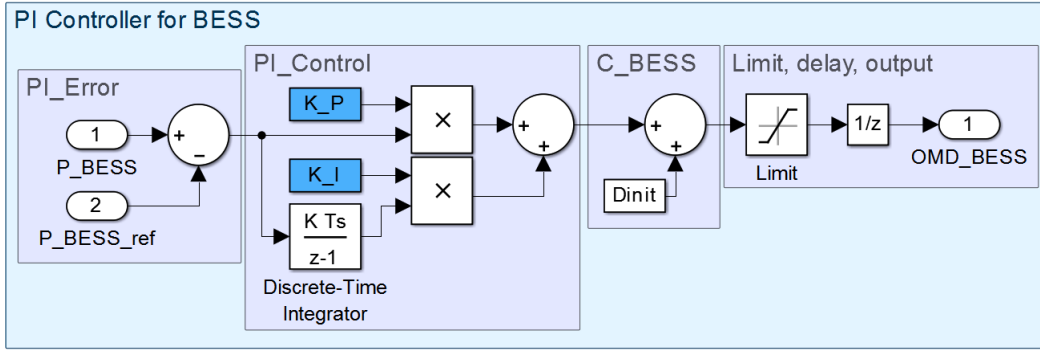 PI Controller for BESS
PI_Error
1
P_BESS
2
P_BESS_ref
+
−
PI_Control
K_P
×
K_I
×
K Ts
z-1
Discrete-Time
Integrator
+
+
C_BESS
+
+
Dinit
Limit, delay, output
Limit
1/z
1
OMD_BESS